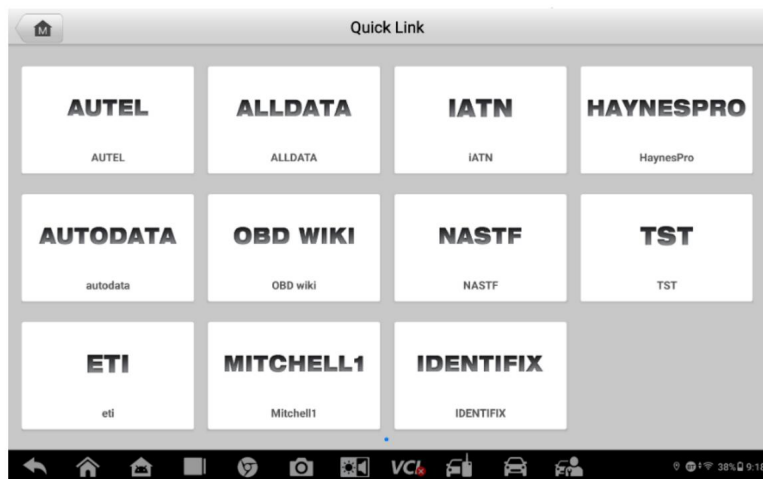 M
Quick Link
AUTEL ALLDATA IATN HAYNESPRO
AUTEL ALLDATA iATN HaynesPro
AUTODATA OBD WIKI NASTF TST
autodata OBD wiki NASTF TST
ETI MITCHELL1 IDENTIFIX
eti Mitchell1 IDENTIFIX
VCI BT 38% 9:18